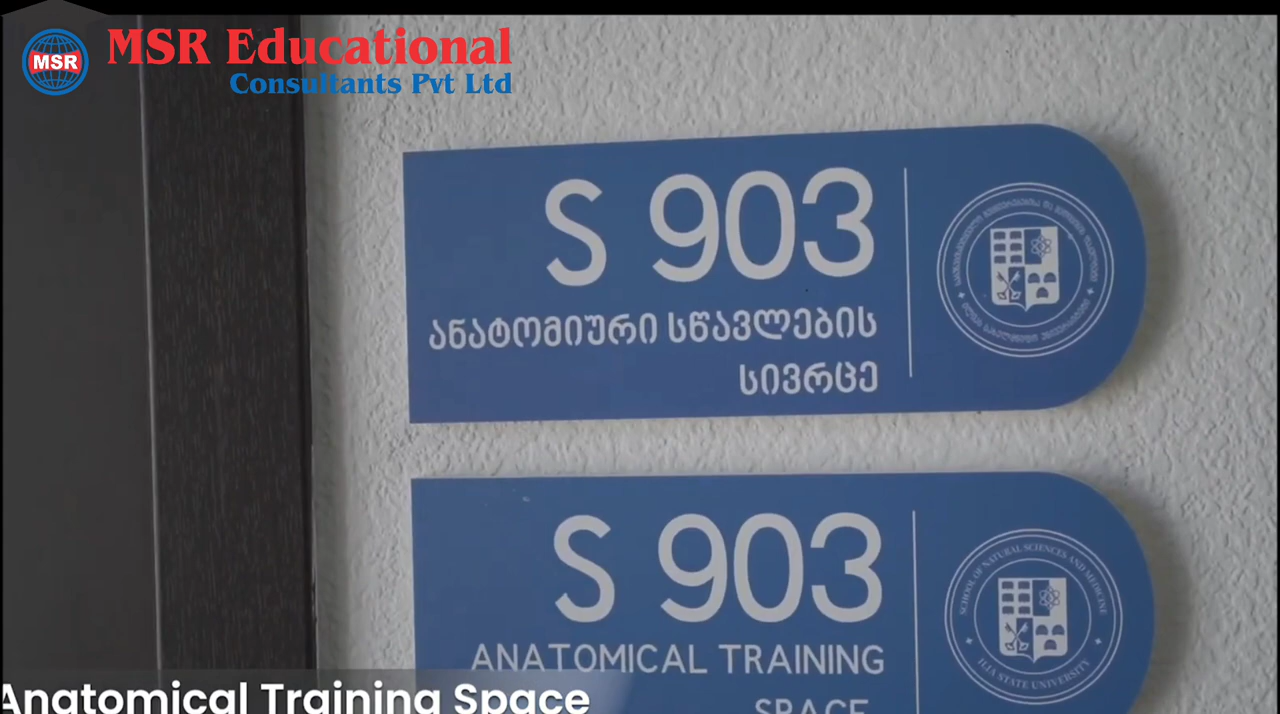 MSR
MSR Educational
Consultants Pvt Ltd
S 903
ანატომიური სწავლების
სივრცე
S 903
ANATOMICAL TRAINING
SPACE
SCHOOL OF NATURAL SCIENCES AND MEDICINE
ILIA STATE UNIVERSITY
Anatomical Training Space